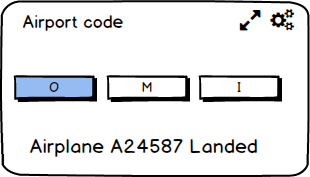 Airport code
O M I
Airplane A24587 Landed